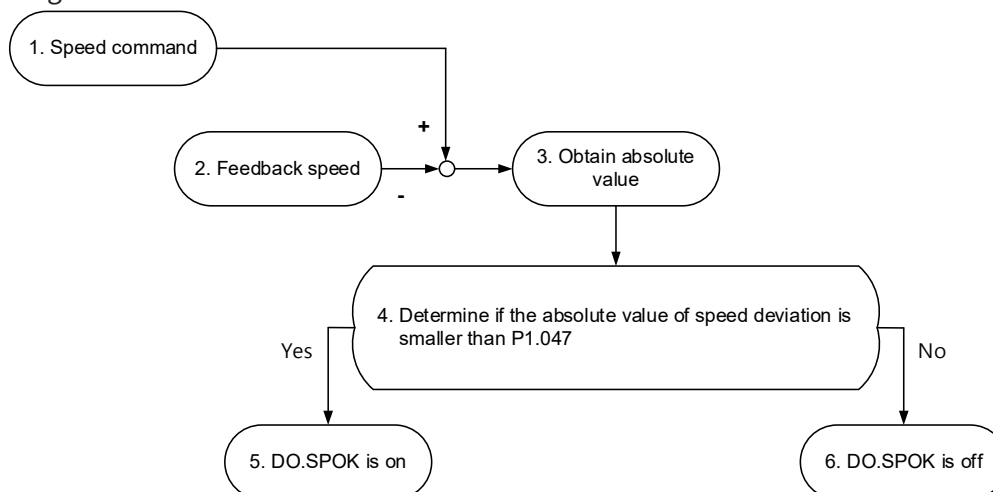 1. Speed command
+
2. Feedback speed
-
3. Obtain absolute
value
4. Determine if the absolute value of speed deviation is
smaller than P1.047
Yes
No
5. DO.SPOK is on
6. DO.SPOK is off